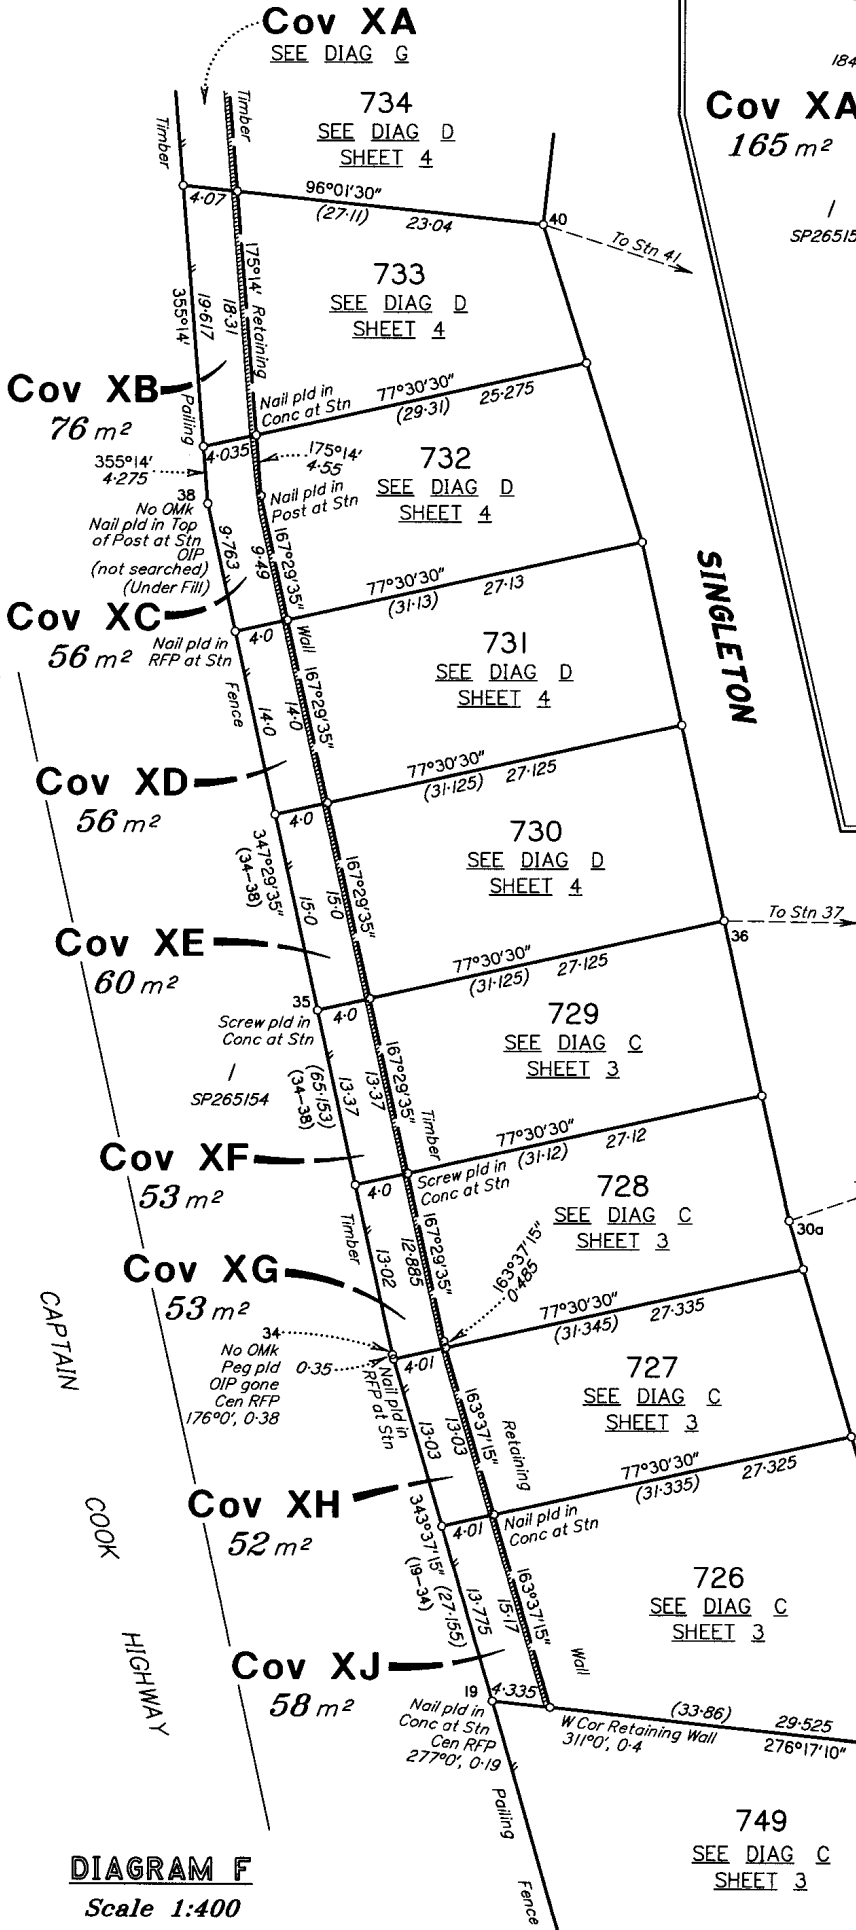 Cov XA
SEE DIAG G
184
Cov XA
165 m²
1
SP26515
Timber
Timber
734
SEE DIAG D
SHEET 4
4·07
96°01'30"
(27·11)
23·04
40
To Stn 41
175°14'
Retaining
733
SEE DIAG D
SHEET 4
355°14'
19·617
18·31
Cov XB
76 m²
Pailing
Nail pld in
Conc at Stn
77°30'30"
(29·31)
25·275
4·035
355°14'
4·275
175°14'
4·55
732
SEE DIAG D
SHEET 4
38
No OMk
Nail pld in Top
of Post at Stn
OIP
(not searched)
(Under Fill)
Nail pld in
Post at Stn
9·763
9·49
167°29'35"
77°30'30"
(31·13)
27·13
SINGLETON
Cov XC
56 m²
Nail pld in
RFP at Stn
4·0
Wall
731
SEE DIAG D
SHEET 4
Fence
14·0
14·0
167°29'35"
77°30'30"
(31·125)
27·125
Cov XD
56 m²
4·0
730
SEE DIAG D
SHEET 4
347°29'35"
(34-38)
15·0
15·0
167°29'35"
To Stn 37
36
Cov XE
60 m²
77°30'30"
(31·125)
27·125
35
Screw pld in
Conc at Stn
4·0
729
SEE DIAG C
SHEET 3
1
SP265154
(65·153)
(34-38)
13·37
13·37
167°29'35"
Timber
77°30'30"
(31·12)
27·12
Cov XF
53 m²
4·0
Screw pld in
Conc at Stn
728
SEE DIAG C
SHEET 3
30a
Timber
13·02
12·885
167°29'35"
163°37'15"
0·485
Cov XG
53 m²
77°30'30"
(31·345)
27·335
CAPTAIN
34
No OMk
Peg pld
OIP gone
Cen RFP
176°0', 0·38
0·35
4·01
Nail pld in
RFP at Stn
727
SEE DIAG C
SHEET 3
13·03
13·03
163°37'15"
Retaining
77°30'30"
(31·335)
27·325
Cov XH
52 m²
COOK
4·01
Nail pld in
Conc at Stn
343°37'15"
(19-34)
(27·155)
13·775
15·17
163°37'15"
726
SEE DIAG C
SHEET 3
HIGHWAY
Wall
Cov XJ
58 m²
19
4·335
Nail pld in
Conc at Stn
Cen RFP
277°0', 0·19
W Cor Retaining Wall
311°0', 0·4
(33·86)
29·525
276°17'10"
Pailing
749
SEE DIAG C
SHEET 3
Fence
DIAGRAM F
Scale 1:400